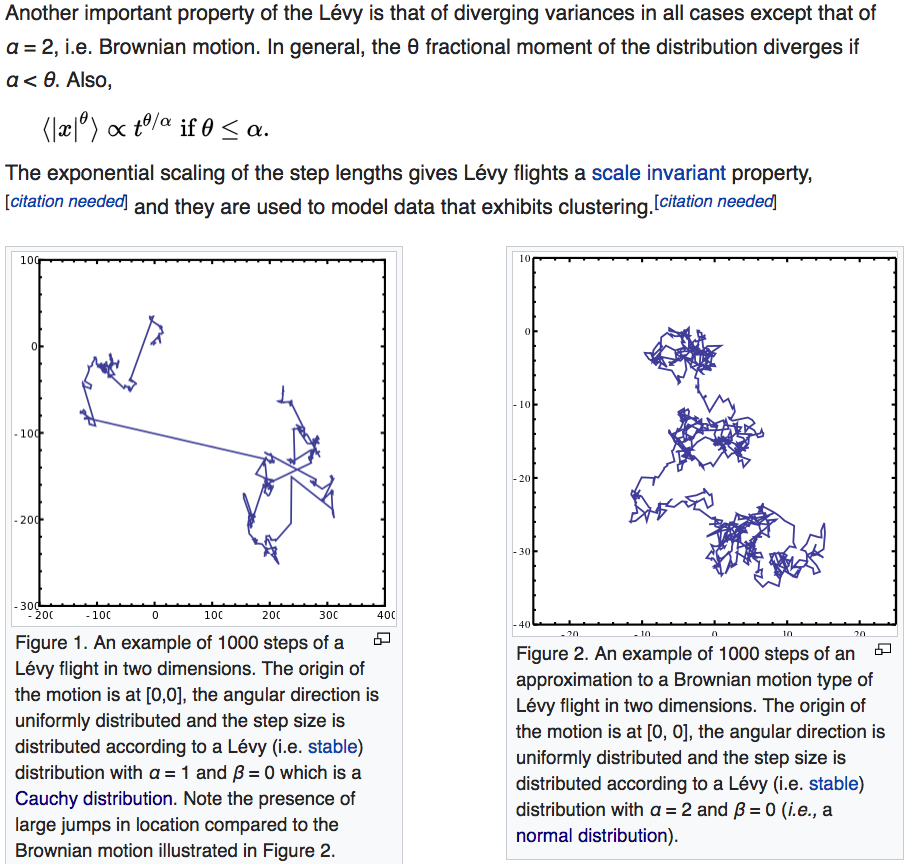 Another important property of the Lévy is that of diverging variances in all cases except that of
α = 2, i.e. Brownian motion. In general, the θ fractional moment of the distribution diverges if
α < θ. Also,
⟨|x|^θ⟩ ∝ t^θ/α if θ ≤ α.
The exponential scaling of the step lengths gives Lévy flights a scale invariant property,
[citation needed] and they are used to model data that exhibits clustering.[citation needed]
100
0
-100
-200
-300
-200 -100 0 100 200 300 400
Figure 1. An example of 1000 steps of a
Lévy flight in two dimensions. The origin of
the motion is at [0,0], the angular direction is
uniformly distributed and the step size is
distributed according to a Lévy (i.e. stable)
distribution with α = 1 and β = 0 which is a
Cauchy distribution. Note the presence of
large jumps in location compared to the
Brownian motion illustrated in Figure 2.
10
0
-10
-20
-30
-40
-20 -10 0 10 20
Figure 2. An example of 1000 steps of an
approximation to a Brownian motion type of
Lévy flight in two dimensions. The origin of
the motion is at [0, 0], the angular direction is
uniformly distributed and the step size is
distributed according to a Lévy (i.e. stable)
distribution with α = 2 and β = 0 (i.e., a
normal distribution).